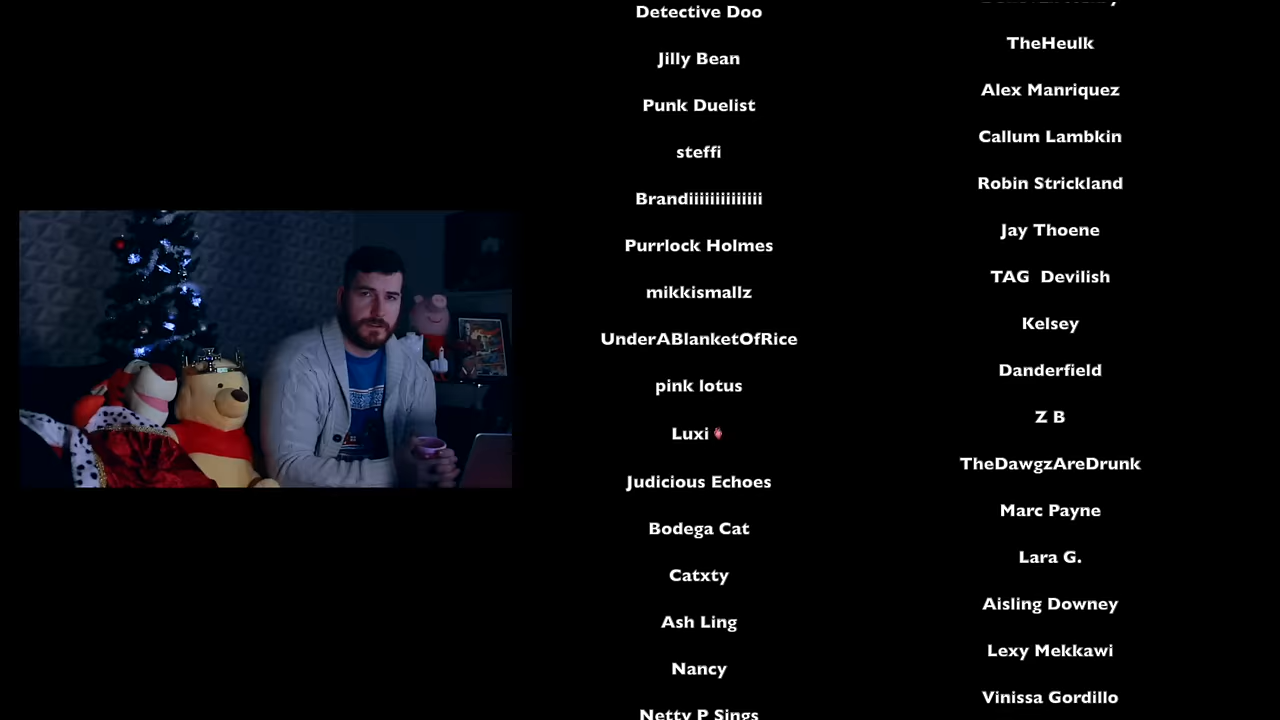 Detective Doo
Jilly Bean
Punk Duelist
steffi
Brandiiiiiiiiiiiiii
Purrlock Holmes
mikkismallz
UnderABlanketOfRice
pink lotus
Luxi
Judicious Echoes
Bodega Cat
Catxty
Ash Ling
Nancy
Netty P Sings
TheHeulk
Alex Manriquez
Callum Lambkin
Robin Strickland
Jay Thoene
TAG Devilish
Kelsey
Danderfield
Z B
TheDawgzAreDrunk
Marc Payne
Lara G.
Aisling Downey
Lexy Mekkawi
Vinissa Gordillo